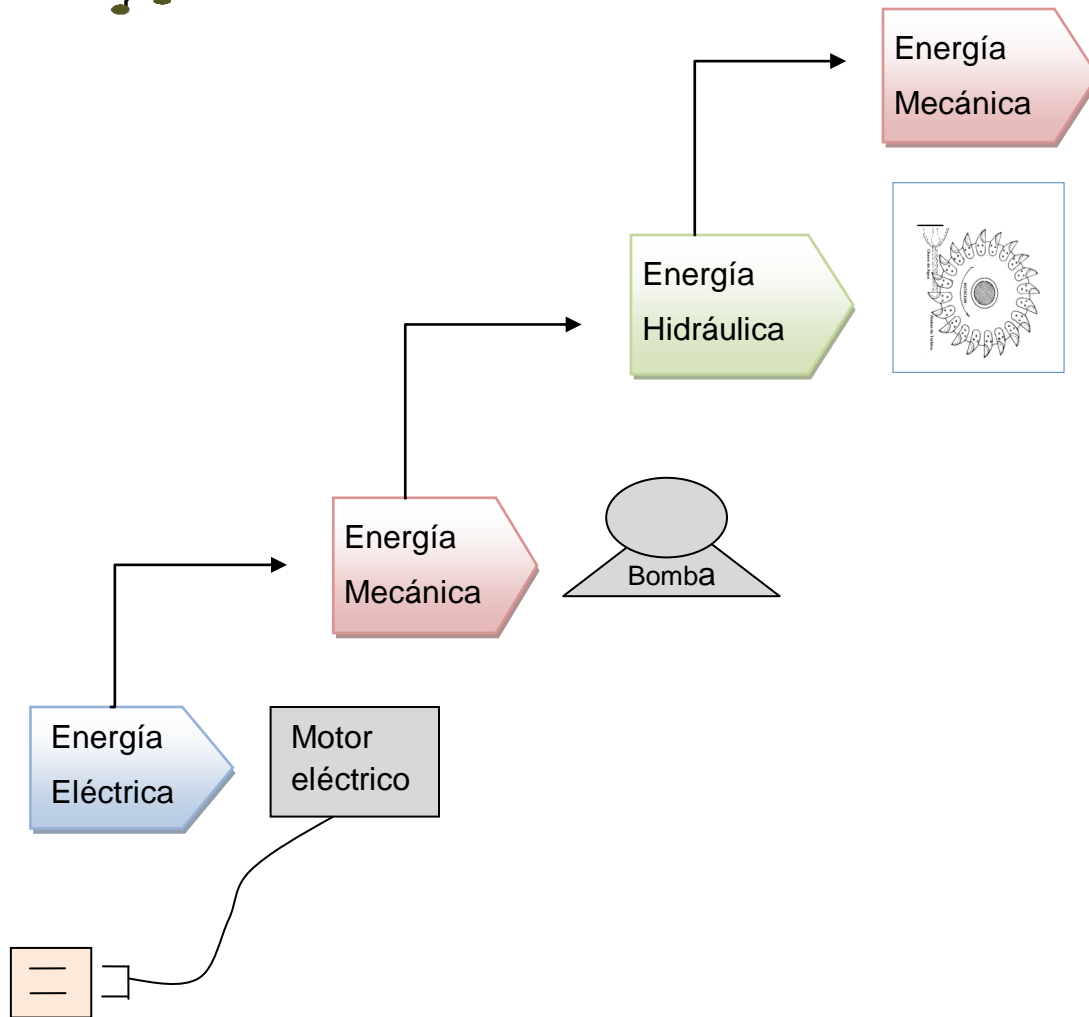 Energía
Mecánica
Energía
Hidráulica
Energía
Mecánica
Bomba
Energía
Eléctrica
Motor
eléctrico